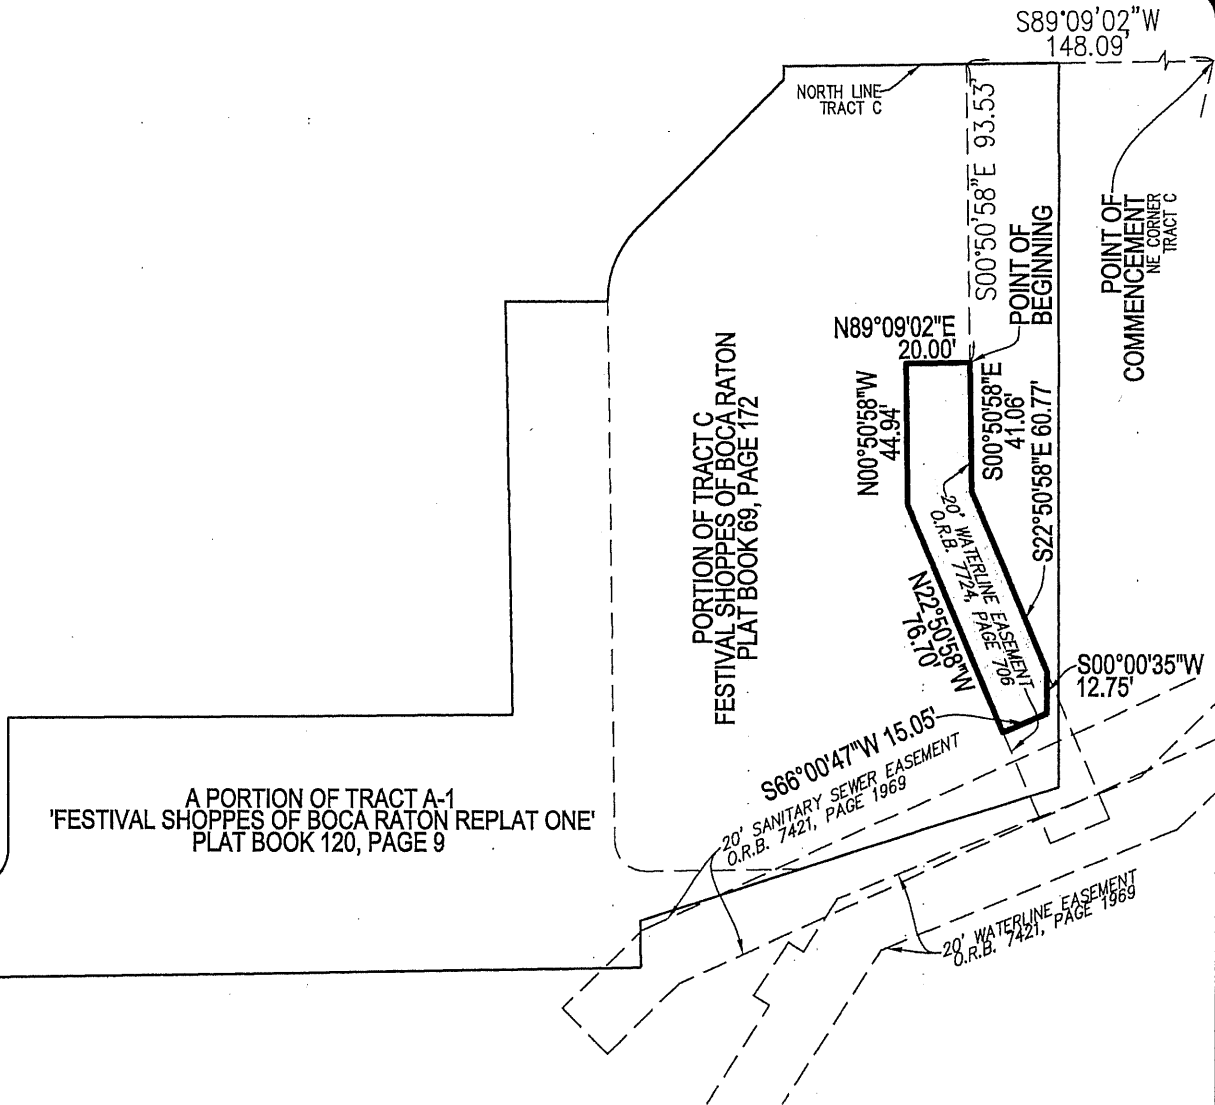 S89°09'02"W
148.09'
NORTH LINE
TRACT C
S00°50'58"E 93.53'
POINT OF
BEGINNING
POINT OF
COMMENCEMENT
NE CORNER
TRACT C
N89°09'02"E
20.00'
N00°50'58"W
44.94'
S00°50'58"E
41.06'
S22°50'58"E 60.77'
PORTION OF TRACT C
FESTIVAL SHOPPES OF BOCA RATON
PLAT BOOK 69, PAGE 172
20' WATERLINE EASEMENT
O.R.B. 7724, PAGE 706
N22°50'58"W
76.70'
S00°00'35"W
12.75'
S66°00'47"W 15.05'
20' SANITARY SEWER EASEMENT
O.R.B. 7421, PAGE 1969
A PORTION OF TRACT A-1
'FESTIVAL SHOPPES OF BOCA RATON REPLAT ONE'
PLAT BOOK 120, PAGE 9
20' WATERLINE EASEMENT
O.R.B. 7421, PAGE 1969